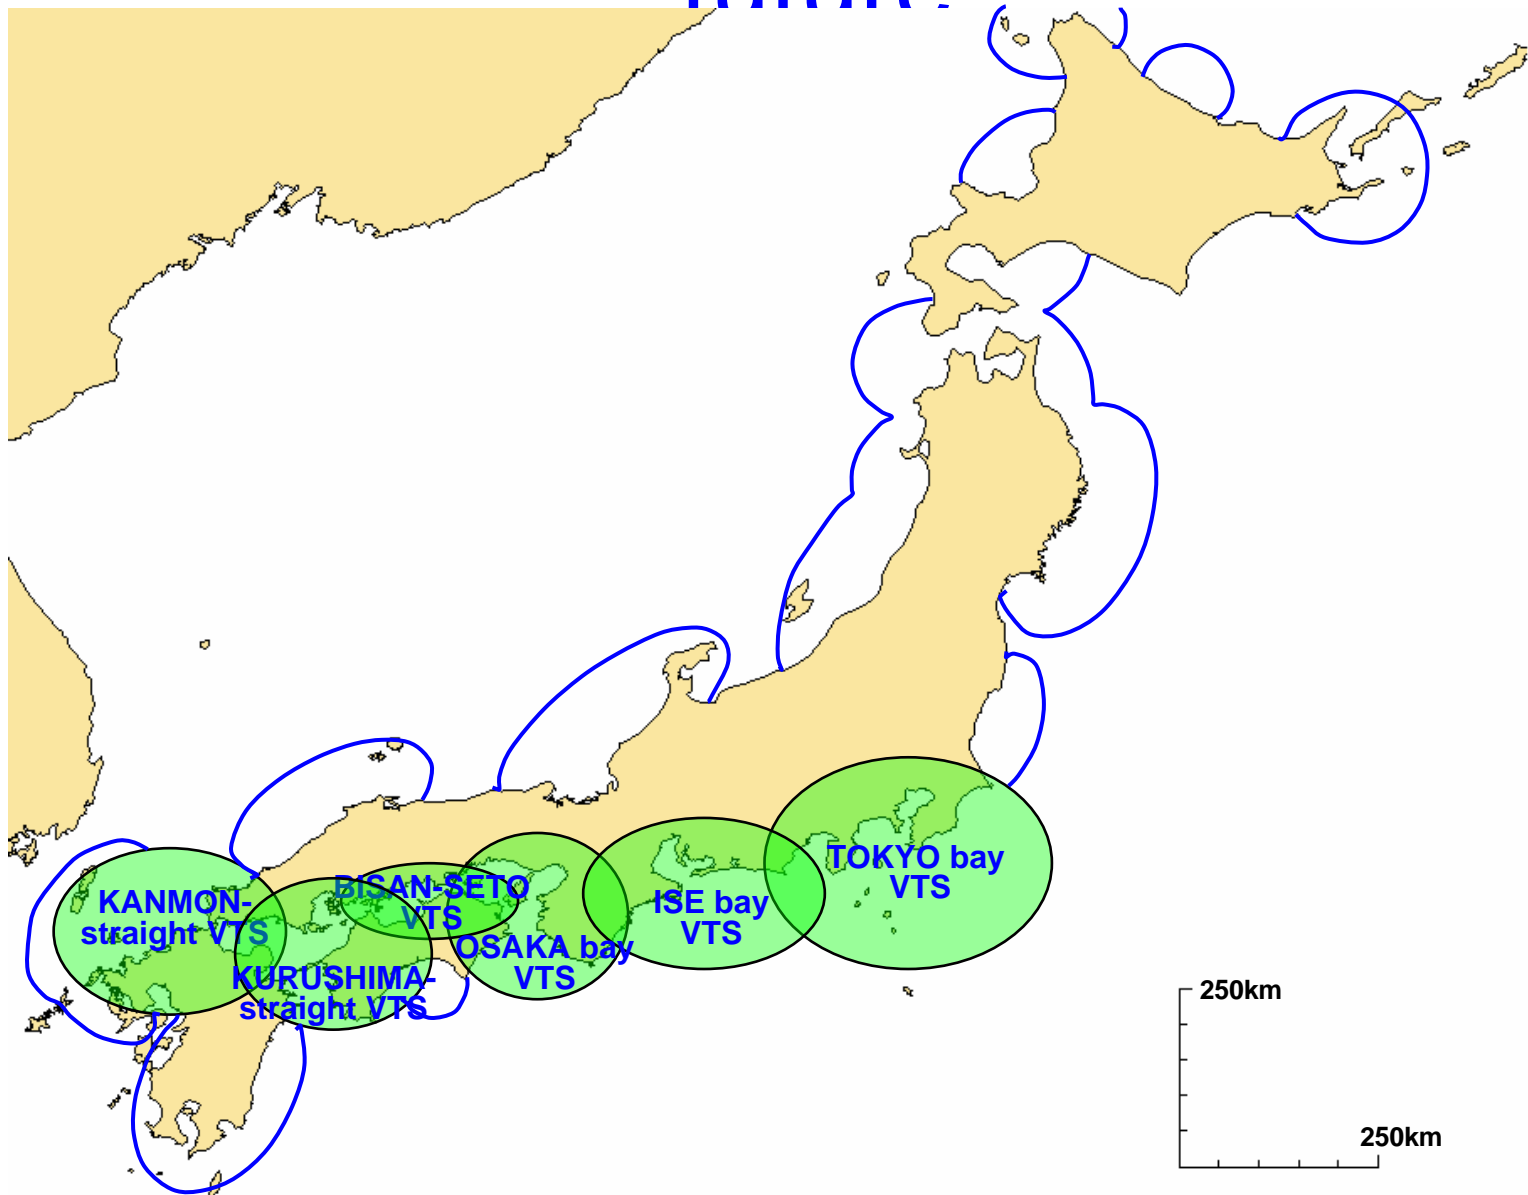 KANMON-
straight VTS
BISAN-SETO
VTS
KURUSHIMA-
straight VTS
OSAKA bay
VTS
ISE bay
VTS
TOKYO bay
VTS
250km
250km